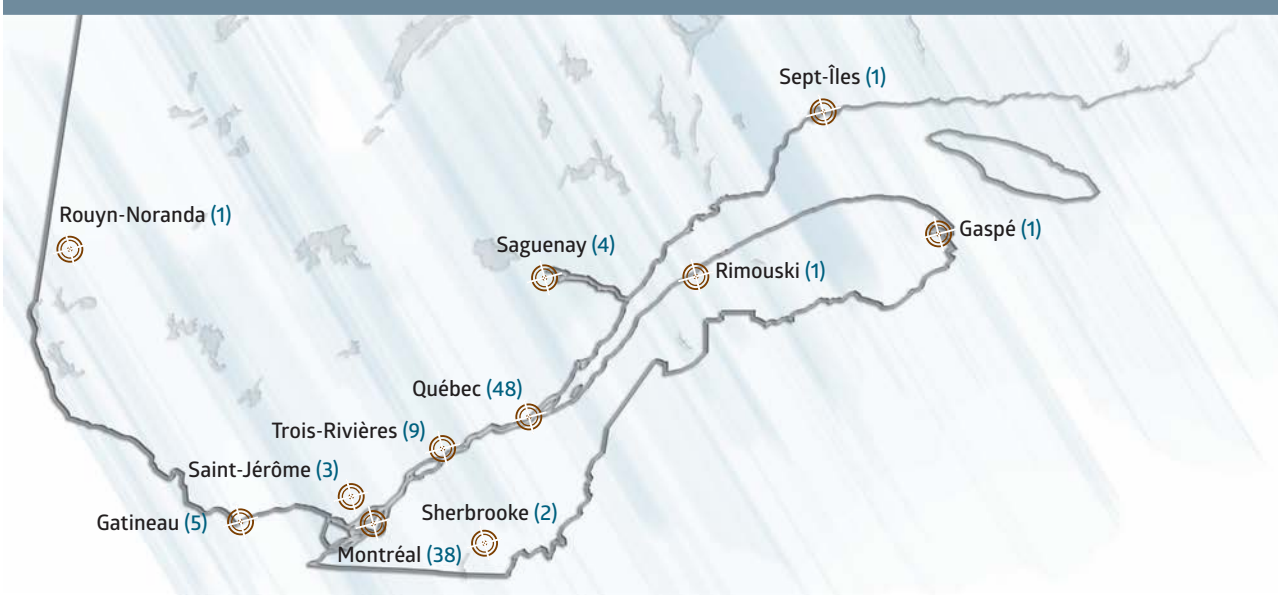 Sept-Îles (1)
Rouyn-Noranda (1)
Gaspé (1)
Saguenay (4)
Rimouski (1)
Québec (48)
Trois-Rivières (9)
Saint-Jérôme (3)
Sherbrooke (2)
Gatineau (5)
Montréal (38)